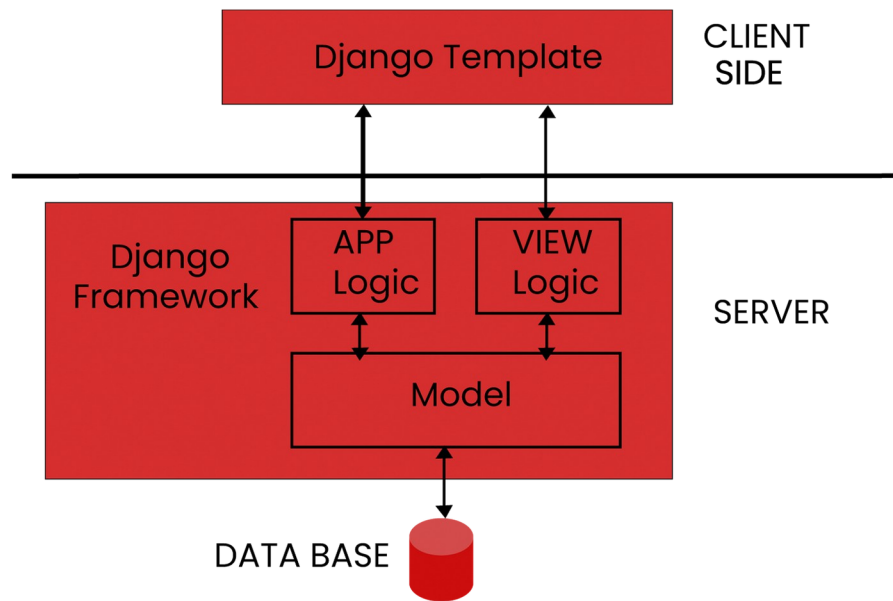 Django Template
CLIENT
SIDE
Django
Framework
APP
Logic
VIEW
Logic
SERVER
Model
DATA BASE